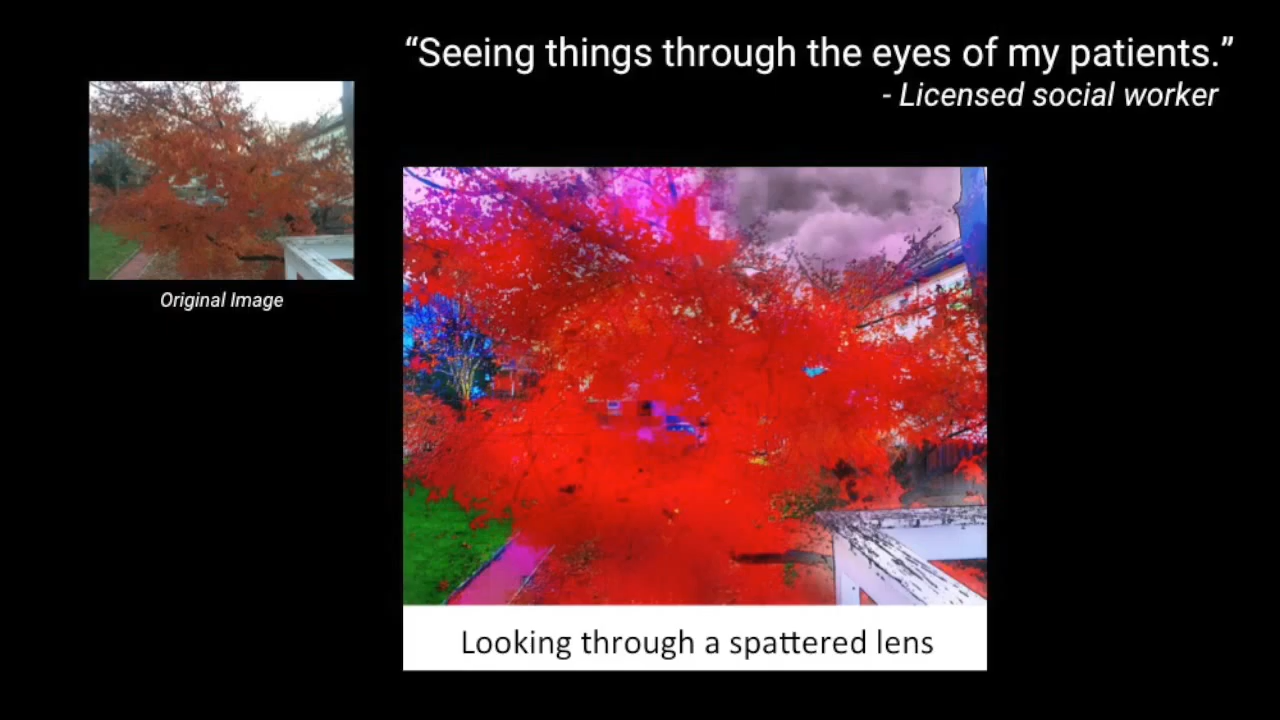 “Seeing things through the eyes of my patients.”
- Licensed social worker
Original Image
Looking through a spattered lens